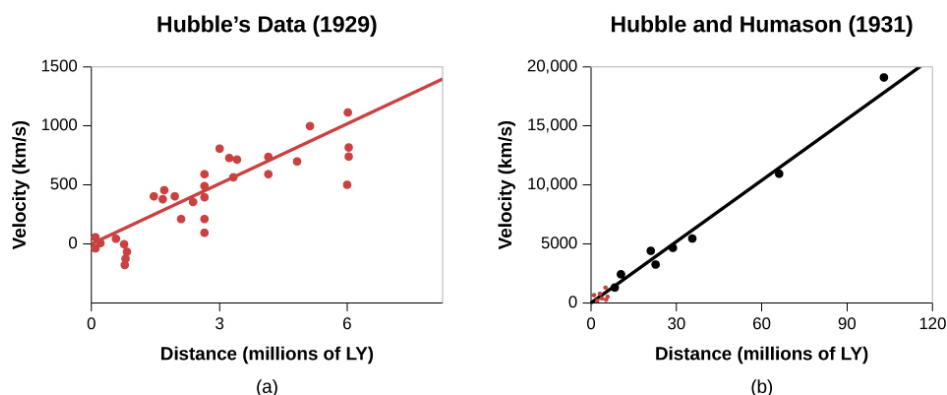 Hubble’s Data (1929)
1500
1000
500
0
Velocity (km/s)
0 3 6
Distance (millions of LY)
(a)
Hubble and Humason (1931)
20,000
15,000
10,000
5000
0
Velocity (km/s)
0 30 60 90 120
Distance (millions of LY)
(b)